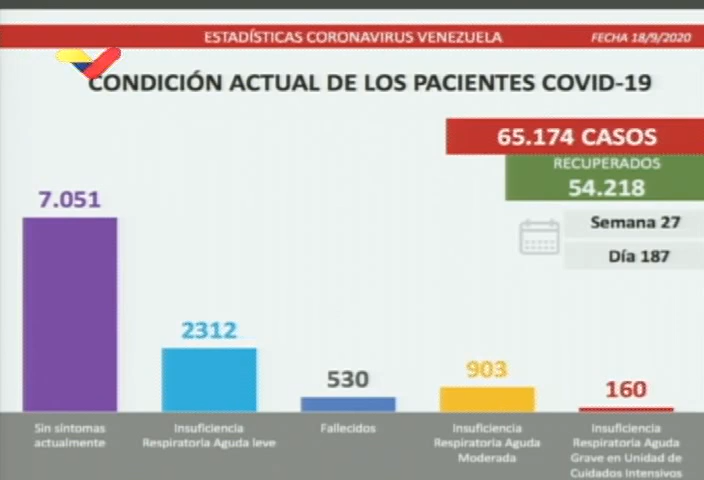 ESTADÍSTICAS CORONAVIRUS VENEZUELA
FECHA 18/9/2020
CONDICIÓN ACTUAL DE LOS PACIENTES COVID-19
65.174 CASOS
RECUPERADOS
54.218
Semana 27
Día 187
7.051
2312
530
903
160
Sin síntomas
actualmente
Insuficiencia
Respiratoria Aguda leve
Fallecidos
Insuficiencia
Respiratoria Aguda
Moderada
Insuficiencia
Respiratoria Aguda
Grave en Unidad de
Cuidados Intensivos